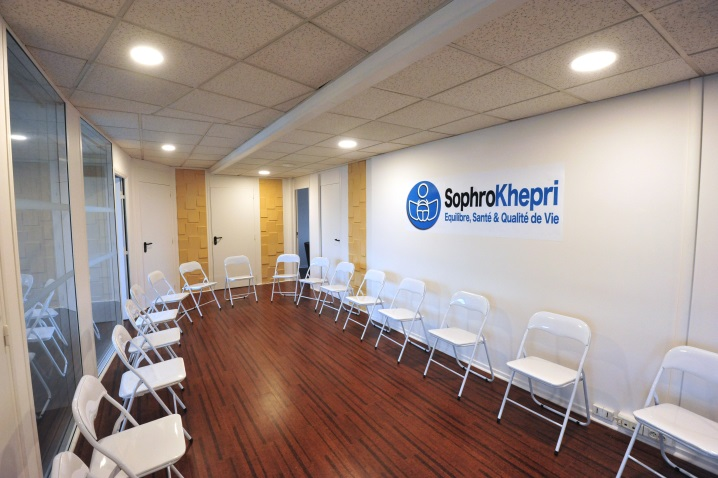 SophroKhepri
Equilibre, Santé & Qualité de Vie